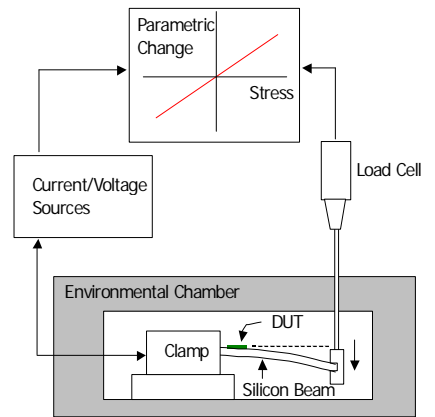 Parametric
Change
Stress
Current/Voltage
Sources
Load Cell
Environmental Chamber
DUT
Clamp
Silicon Beam